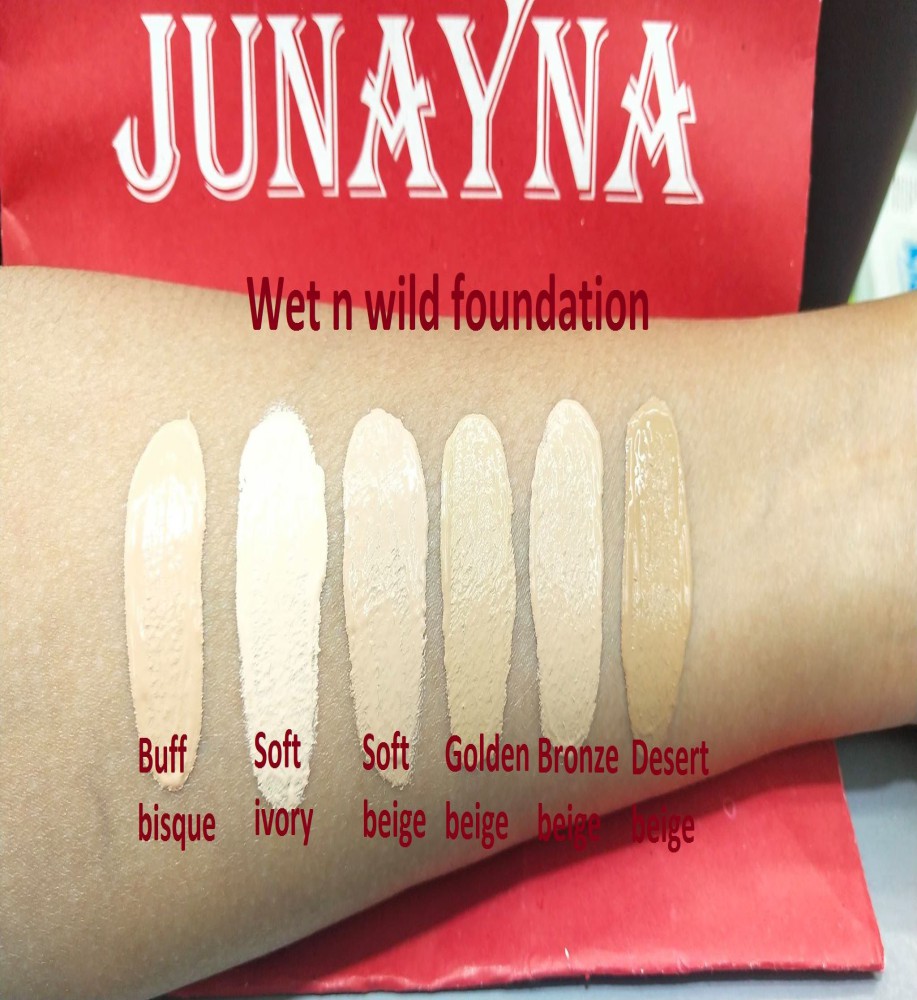 JUNAYNA
Wet n wild foundation
Buff bisque
Soft ivory
Soft beige
Golden beige
Bronze beige
Desert beige